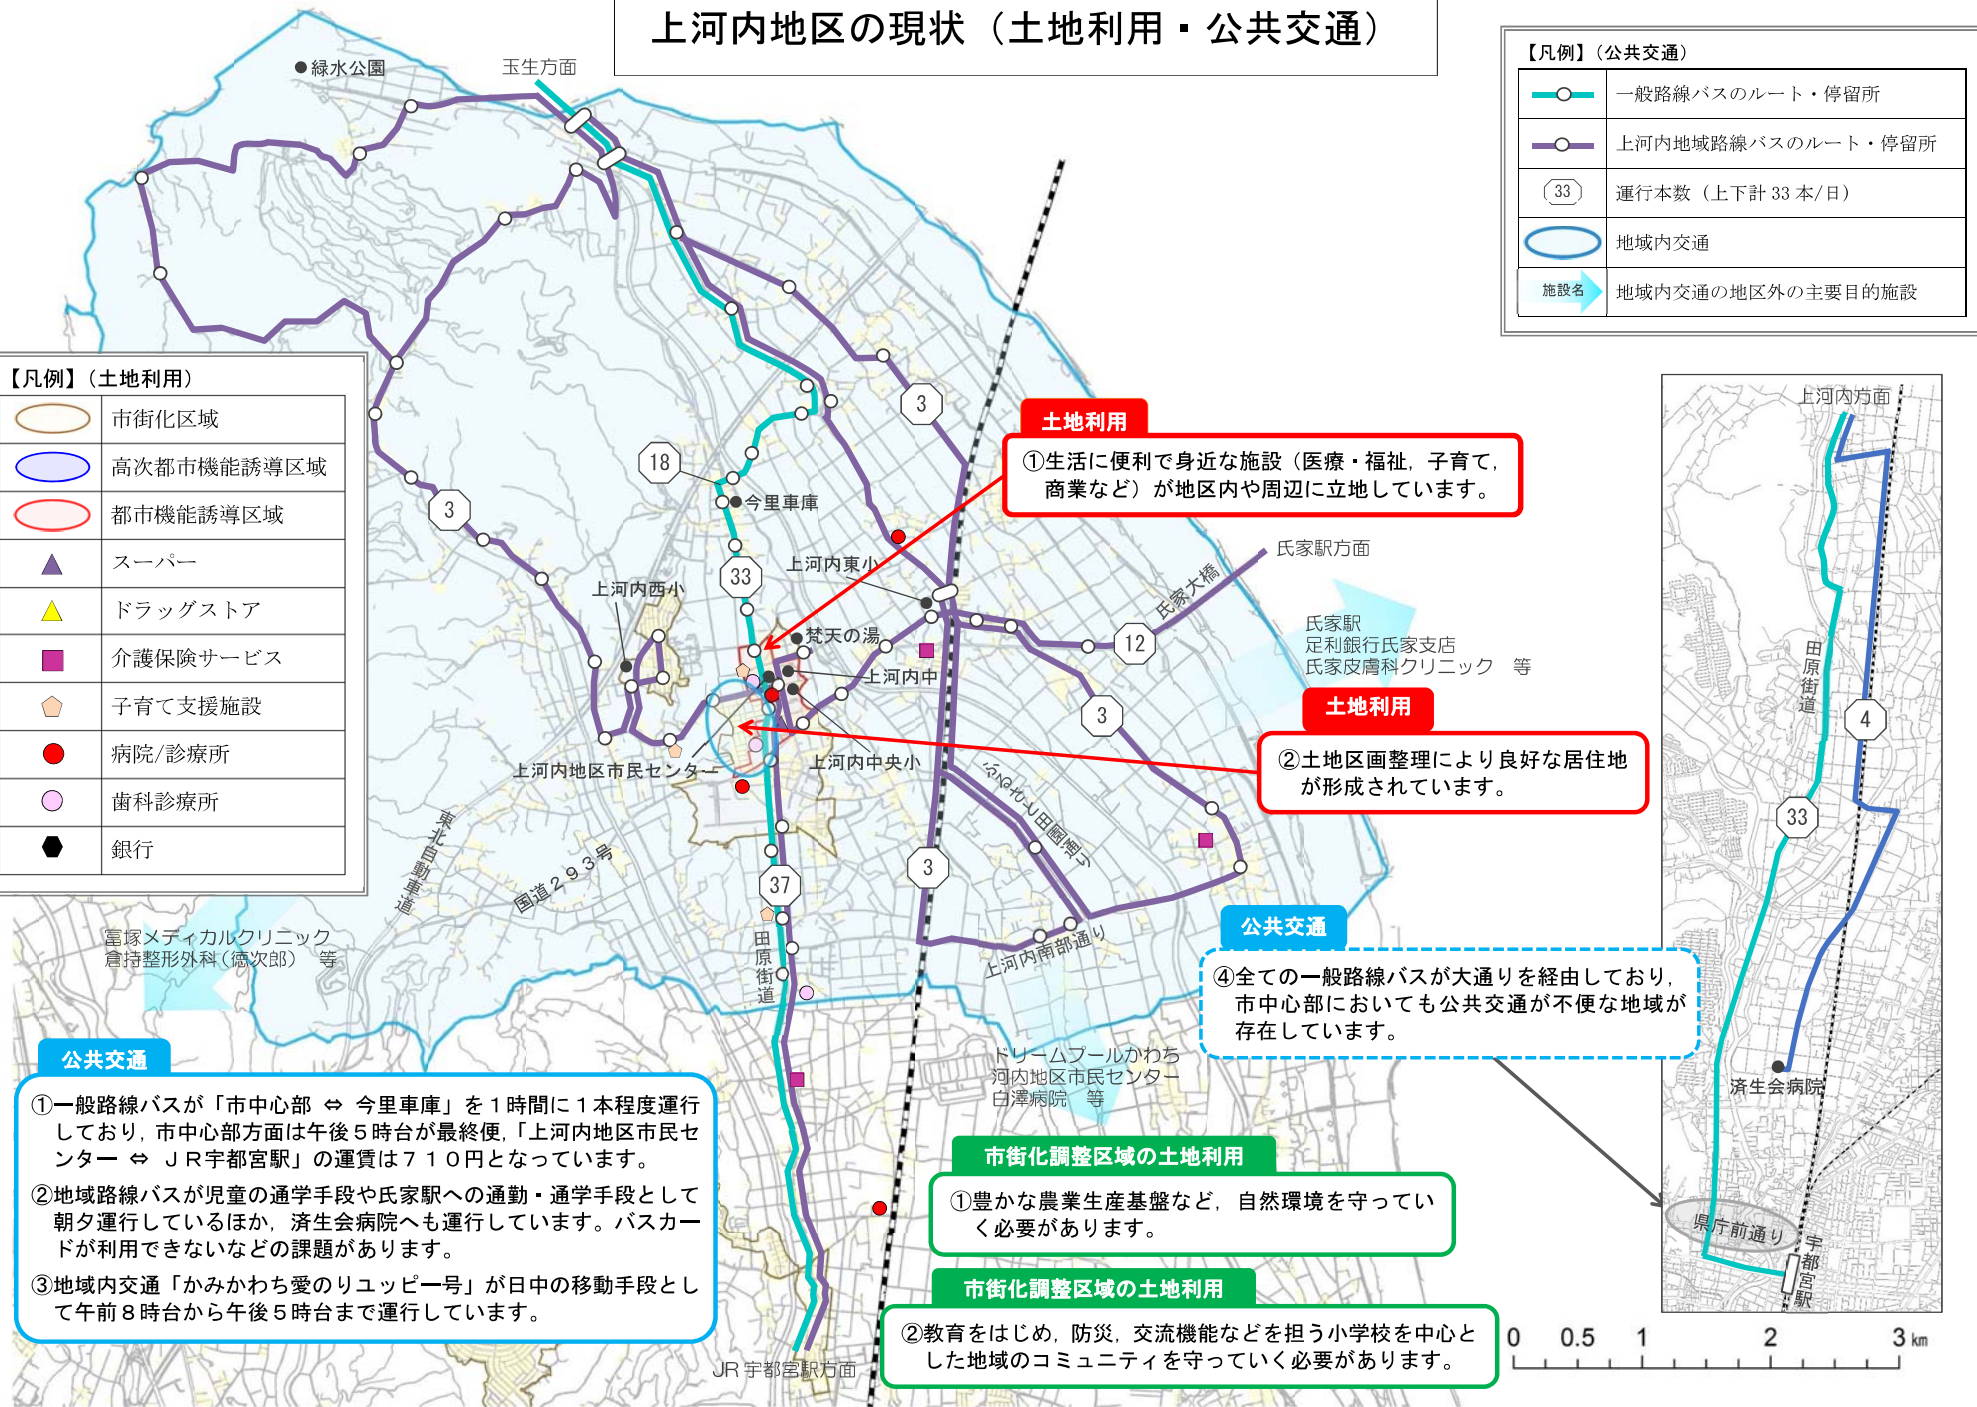 上河内地区の現状（土地利用・公共交通）
【凡例】（公共交通）
一般路線バスのルート・停留所
上河内地域路線バスのルート・停留所
33
運行本数（上下計 33 本/日）
地域内交通
施設名
地域内交通の地区外の主要目的施設
【凡例】（土地利用）
市街化区域
高次都市機能誘導区域
都市機能誘導区域
スーパー
ドラッグストア
介護保険サービス
子育て支援施設
病院/診療所
歯科診療所
銀行
緑水公園
玉生方面
3
18
今里車庫
3
33
上河内東小
上河内西小
梵天の湯
上河内中
上河内中央小
上河内地区市民センター
氏家駅方面
氏家大橋
12
3
氏家駅
足利銀行氏家支店
氏家皮膚科クリニック　等
土地利用
①生活に便利で身近な施設（医療・福祉，子育て，
商業など）が地区内や周辺に立地しています。
土地利用
②土地区画整理により良好な居住地
が形成されています。
東北自動車道
国道２９３号
37
3
田原街道
上河内南部通り
冨塚メディカルクリニック
倉持整形外科（徳次郎）　等
ドリームプールかわち
河内地区市民センター
白澤病院　等
JR 宇都宮駅方面
公共交通
①一般路線バスが「市中心部 ⇔ 今里車庫」を１時間に１本程度運行
しており，市中心部方面は午後５時台が最終便，「上河内地区市民セ
ンター ⇔ ＪＲ宇都宮駅」の運賃は７１０円となっています。
②地域路線バスが児童の通学手段や氏家駅への通勤・通学手段として
朝夕運行しているほか，済生会病院へも運行しています。バスカー
ドが利用できないなどの課題があります。
③地域内交通「かみかわち愛のりユッピー号」が日中の移動手段とし
て午前８時台から午後５時台まで運行しています。
公共交通
④全ての一般路線バスが大通りを経由しており，
市中心部においても公共交通が不便な地域が
存在しています。
市街化調整区域の土地利用
①豊かな農業生産基盤など，自然環境を守ってい
く必要があります。
市街化調整区域の土地利用
②教育をはじめ，防災，交流機能などを担う小学校を中心と
した地域のコミュニティを守っていく必要があります。
上河内方面
田原街道
4
33
済生会病院
県庁前通り
宇都宮駅
0 0.5 1 2 3 km